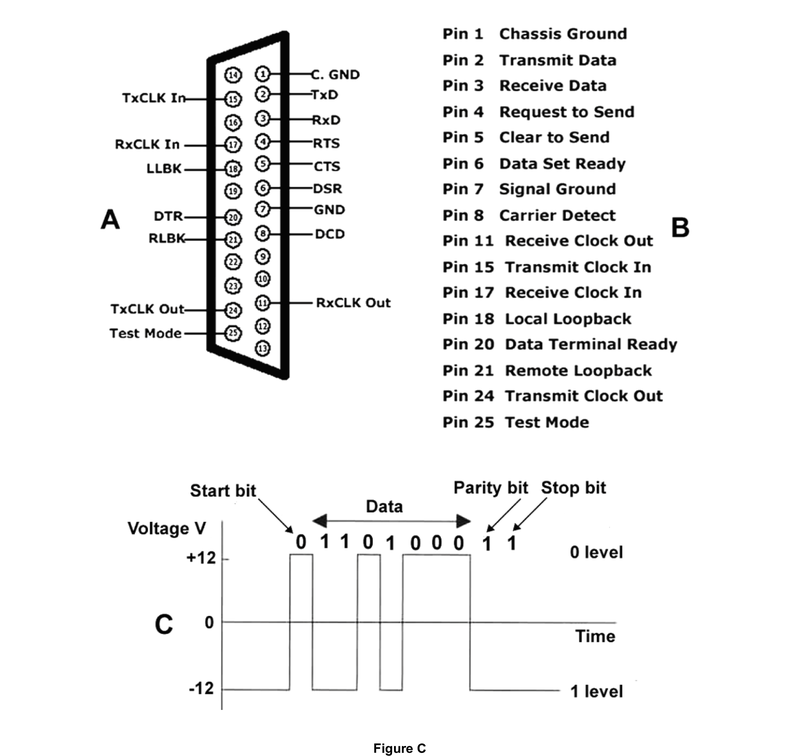 14 1 C. GND
TxCLK In 15 2 TxD
16 3 RxD
RxCLK In 17 4 RTS
LLBK 18 5 CTS
19 6 DSR
A DTR 20 7 GND
RLBK 21 8 DCD
22 9
23 10
TxCLK Out 24 11 RxCLK Out
Test Mode 25 12
13
Pin 1 Chassis Ground
Pin 2 Transmit Data
Pin 3 Receive Data
Pin 4 Request to Send
Pin 5 Clear to Send
Pin 6 Data Set Ready
Pin 7 Signal Ground
Pin 8 Carrier Detect
B
Pin 11 Receive Clock Out
Pin 15 Transmit Clock In
Pin 17 Receive Clock In
Pin 18 Local Loopback
Pin 20 Data Terminal Ready
Pin 21 Remote Loopback
Pin 24 Transmit Clock Out
Pin 25 Test Mode
Start bit Parity bit Stop bit
Data
Voltage V
0 1 1 0 1 0 0 0 1 1
+12 0 level
C 0 Time
-12 1 level
Figure C